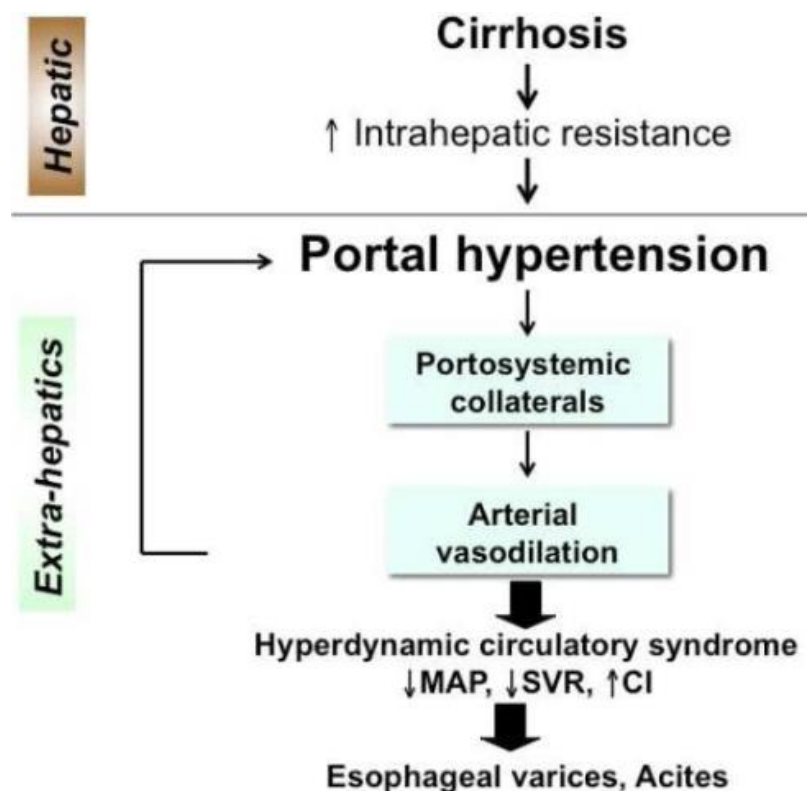 Hepatic
Cirrhosis
↑ Intrahepatic resistance
Extra-hepatics
Portal hypertension
Portosystemic
collaterals
Arterial
vasodilation
Hyperdynamic circulatory syndrome
↓MAP, ↓SVR, ↑CI
Esophageal varices, Acites